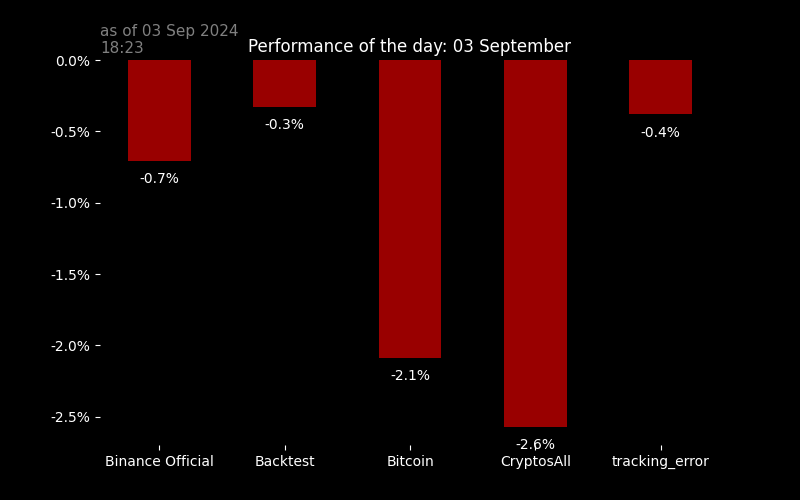 as of 03 Sep 2024
18:23
Performance of the day: 03 September
0.0%
-0.5%
-1.0%
-1.5%
-2.0%
-2.5%
-0.7%
-0.3%
-2.1%
-2.6%
-0.4%
Binance Official
Backtest
Bitcoin
CryptosAll
tracking_error